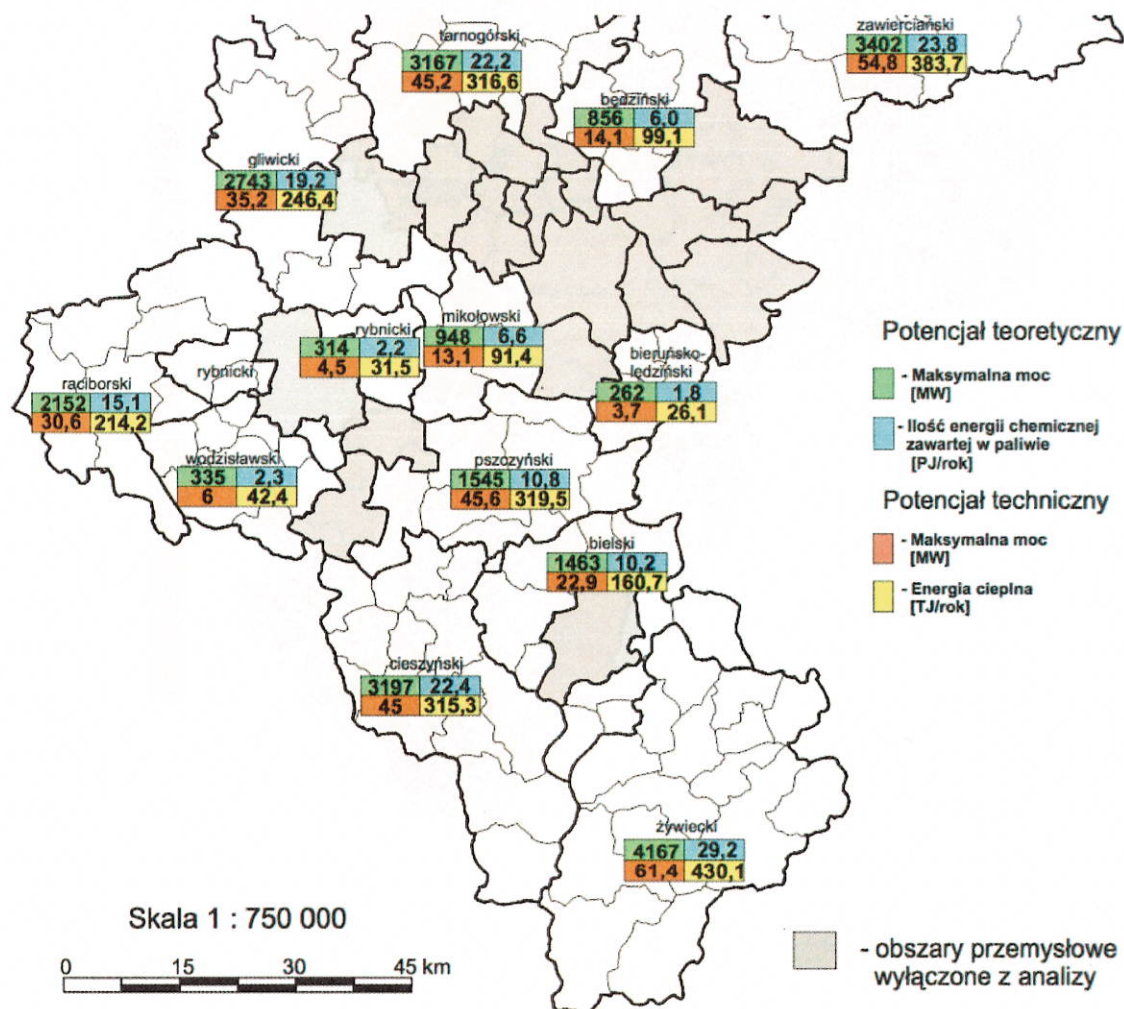 tarnogórski
3167 22,2
45,2 316,6
zawierciański
3402 23,8
54,8 383,7
będziński
856 6,0
14,1 99,1
gliwicki
2743 19,2
35,2 246,4
rybnicki
314 2,2
4,5 31,5
mikołowski
948 6,6
13,1 91,4
bieruńsko-
lędziński
262 1,8
3,7 26,1
raciborski
2152 15,1
30,6 214,2
rybnicki
wodzisławski
335 2,3
6 42,4
pszczyński
1545 10,8
45,6 319,5
bielski
1463 10,2
22,9 160,7
cieszyński
3197 22,4
45 315,3
żywiecki
4167 29,2
61,4 430,1
Potencjał teoretyczny
- Maksymalna moc
[MW]
- Ilość energii chemicznej
zawartej w paliwie
[PJ/rok]
Potencjał techniczny
- Maksymalna moc
[MW]
- Energia cieplna
[TJ/rok]
Skala 1 : 750 000
0 15 30 45 km
- obszary przemysłowe
wyłączone z analizy